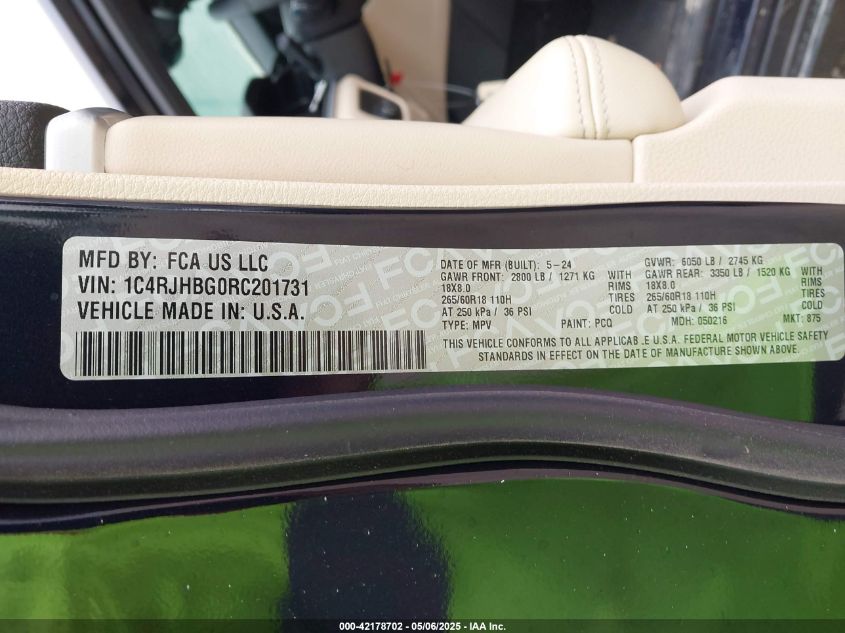 MFD BY: FCA US LLC
VIN: 1C4RJHBG0RC201731
VEHICLE MADE IN: U.S.A.
DATE OF MFR (BUILT): 5-24
GAWR FRONT: 2800 LB / 1271 KG WITH
18X8.0 RIMS
265/60R18 110H TIRES
AT 250 kPa / 36 PSI COLD
TYPE: MPV PAINT: PCQ
GVWR: 6050 LB / 2745 KG
GAWR REAR: 3350 LB / 1520 KG WITH
18X8.0 RIMS
265/60R18 110H TIRES
AT 250 kPa / 36 PSI COLD
MDH: 050216 MKT: 875
THIS VEHICLE CONFORMS TO ALL APPLICAB .E U.S.A. FEDERAL MOTOR VEHICLE SAFETY
STANDARDS IN EFFECT ON THE DATE OF MANUFACTURE SHOWN ABOVE.
000-42178702 - 05/06/2025 - IAA Inc.